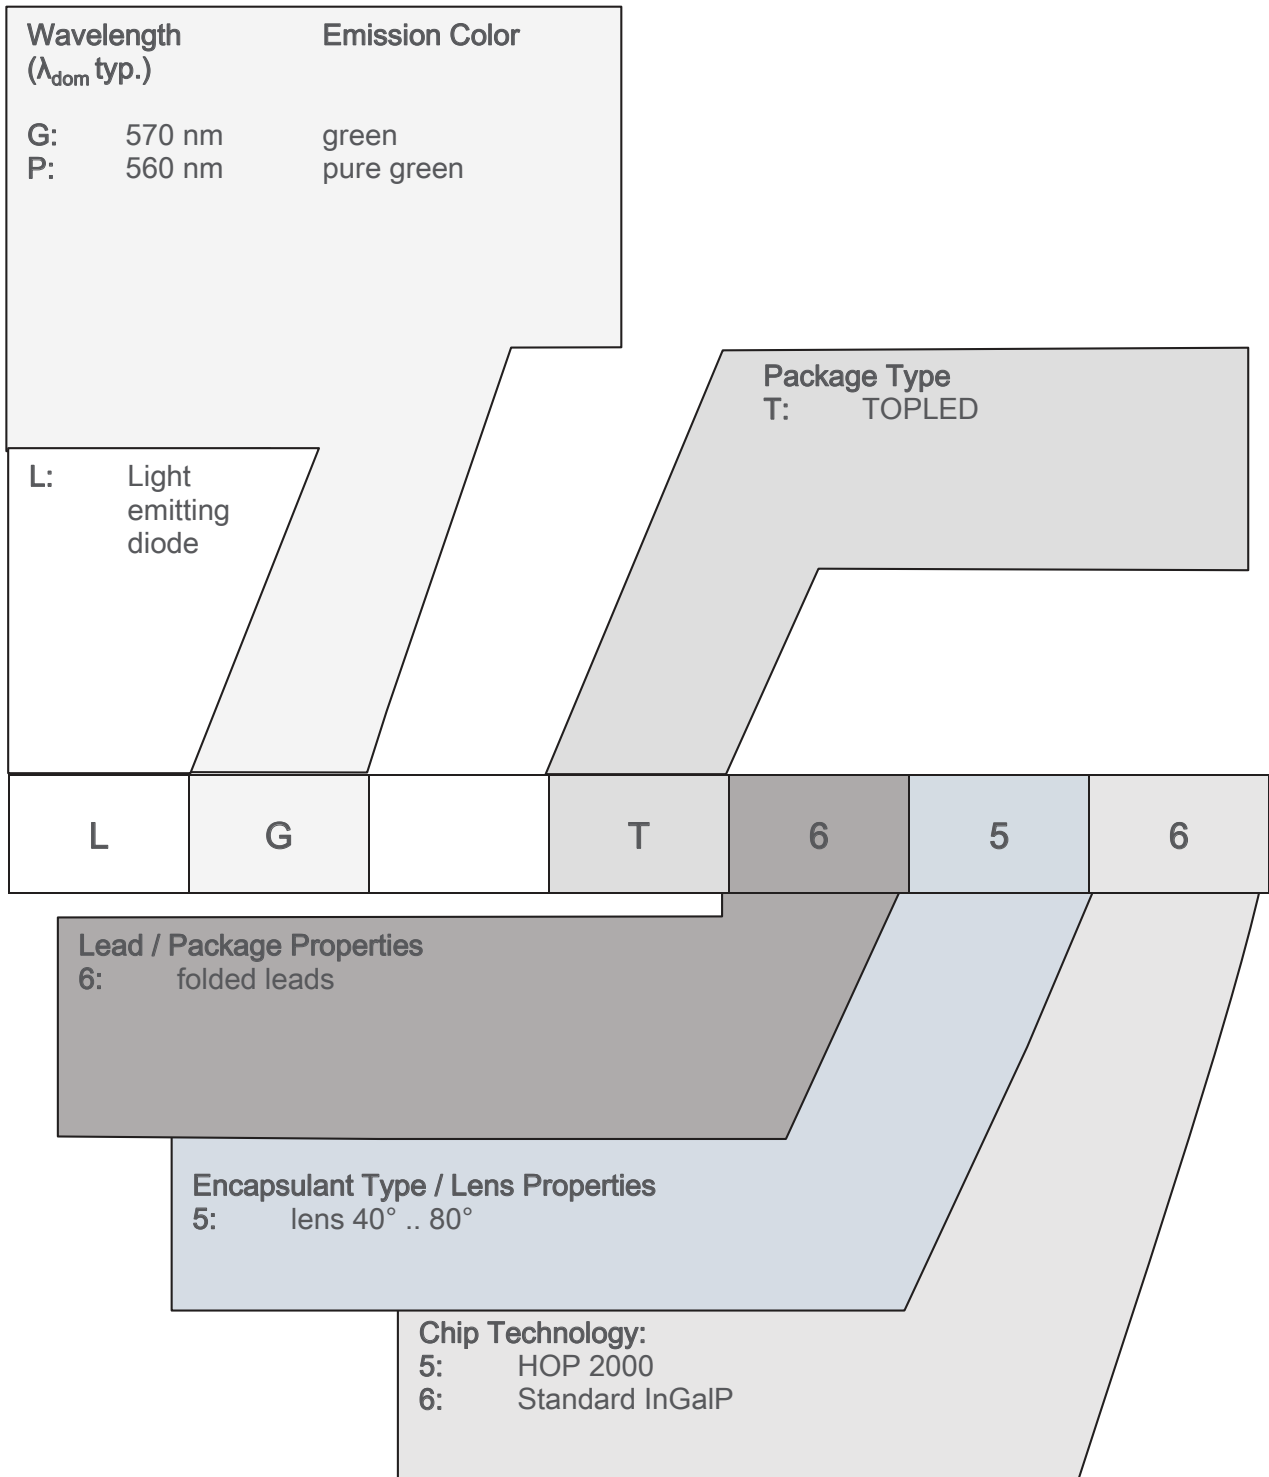 Wavelength Emission Color
(λdom typ.)
G: 570 nm green
P: 560 nm pure green
Package Type
T: TOPLED
L: Light
emitting
diode
L G T 6 5 6
Lead / Package Properties
6: folded leads
Encapsulant Type / Lens Properties
5: lens 40° .. 80°
Chip Technology:
5: HOP 2000
6: Standard InGalP